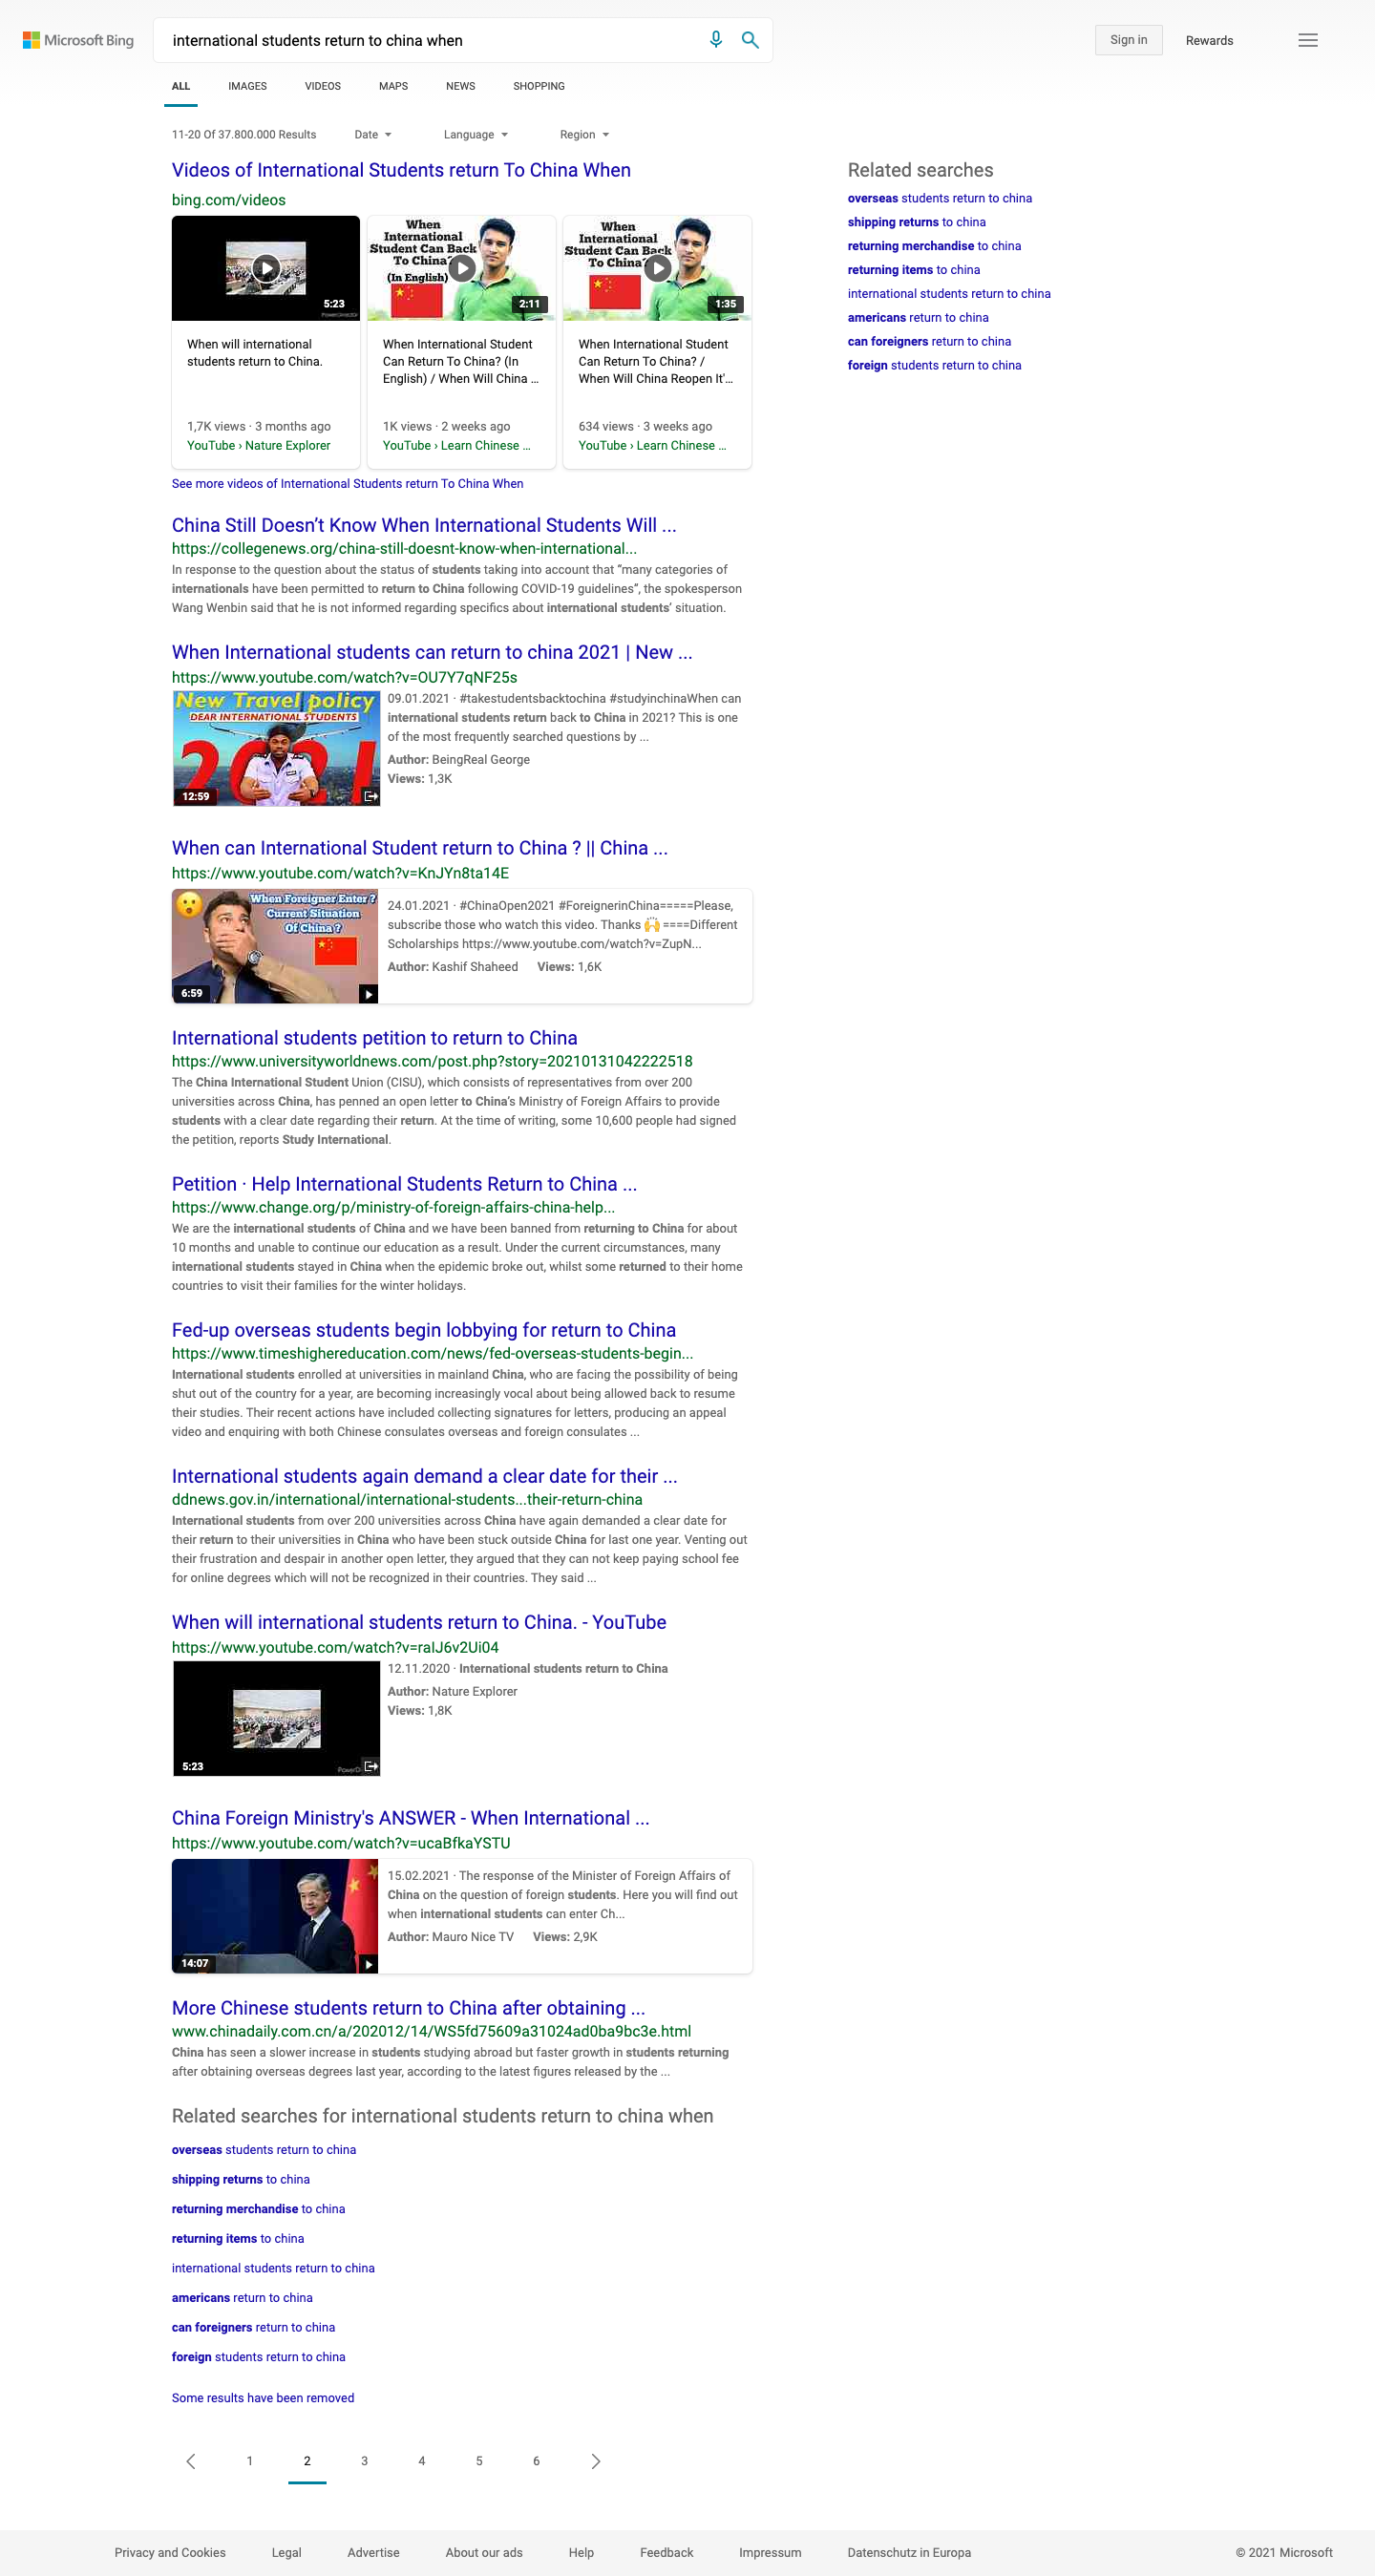 Microsoft Bing
international students return to china when
Sign in
Rewards
ALL IMAGES VIDEOS MAPS NEWS SHOPPING
11-20 Of 37.800.000 Results Date Language Region
Videos of International Students return To China When
bing.com/videos
5:23
When will international
students return to China.
1,7K views · 3 months ago
YouTube › Nature Explorer
When
International
Student Can Back
To China?
(In English)
2:11
When International Student
Can Return To China? (In
English) / When Will China ...
1K views · 2 weeks ago
YouTube › Learn Chinese ...
When
International
Student Can Back
To China?
1:35
When International Student
Can Return To China? /
When Will China Reopen It'...
634 views · 3 weeks ago
YouTube › Learn Chinese ...
See more videos of International Students return To China When
China Still Doesn’t Know When International Students Will ...
https://collegenews.org/china-still-doesnt-know-when-international...
In response to the question about the status of students taking into account that “many categories of
internationals have been permitted to return to China following COVID-19 guidelines”, the spokesperson
Wang Wenbin said that he is not informed regarding specifics about international students’ situation.
When International students can return to china 2021 | New ...
https://www.youtube.com/watch?v=OU7Y7qNF25s
New Travel policy
DEAR INTERNATIONAL STUDENTS
2021
12:59
09.01.2021 · #takestudentsbacktochina #studyinchinaWhen can
international students return back to China in 2021? This is one
of the most frequently searched questions by ...
Author: BeingReal George
Views: 1,3K
When can International Student return to China ? || China ...
https://www.youtube.com/watch?v=KnJYn8ta14E
When Foreigner Enter ?
Current Situation
Of China ?
6:59
24.01.2021 · #ChinaOpen2021 #ForeignerinChina=====Please,
subscribe those who watch this video. Thanks 🙌 ====Different
Scholarships https://www.youtube.com/watch?v=ZupN...
Author: Kashif Shaheed Views: 1,6K
International students petition to return to China
https://www.universityworldnews.com/post.php?story=20210131042222518
The China International Student Union (CISU), which consists of representatives from over 200
universities across China, has penned an open letter to China’s Ministry of Foreign Affairs to provide
students with a clear date regarding their return. At the time of writing, some 10,600 people had signed
the petition, reports Study International.
Petition · Help International Students Return to China ...
https://www.change.org/p/ministry-of-foreign-affairs-china-help...
We are the international students of China and we have been banned from returning to China for about
10 months and unable to continue our education as a result. Under the current circumstances, many
international students stayed in China when the epidemic broke out, whilst some returned to their home
countries to visit their families for the winter holidays.
Fed-up overseas students begin lobbying for return to China
https://www.timeshighereducation.com/news/fed-overseas-students-begin...
International students enrolled at universities in mainland China, who are facing the possibility of being
shut out of the country for a year, are becoming increasingly vocal about being allowed back to resume
their studies. Their recent actions have included collecting signatures for letters, producing an appeal
video and enquiring with both Chinese consulates overseas and foreign consulates ...
International students again demand a clear date for their ...
ddnews.gov.in/international/international-students...their-return-china
International students from over 200 universities across China have again demanded a clear date for
their return to their universities in China who have been stuck outside China for last one year. Venting out
their frustration and despair in another open letter, they argued that they can not keep paying school fee
for online degrees which will not be recognized in their countries. They said ...
When will international students return to China. - YouTube
https://www.youtube.com/watch?v=ralJ6v2Ui04
5:23
12.11.2020 · International students return to China
Author: Nature Explorer
Views: 1,8K
China Foreign Ministry's ANSWER - When International ...
https://www.youtube.com/watch?v=ucaBfkaYSTU
14:07
15.02.2021 · The response of the Minister of Foreign Affairs of
China on the question of foreign students. Here you will find out
when international students can enter Ch...
Author: Mauro Nice TV Views: 2,9K
More Chinese students return to China after obtaining ...
www.chinadaily.com.cn/a/202012/14/WS5fd75609a31024ad0ba9bc3e.html
China has seen a slower increase in students studying abroad but faster growth in students returning
after obtaining overseas degrees last year, according to the latest figures released by the ...
Related searches for international students return to china when
overseas students return to china
shipping returns to china
returning merchandise to china
returning items to china
international students return to china
americans return to china
can foreigners return to china
foreign students return to china
Some results have been removed
1 2 3 4 5 6
Related searches
overseas students return to china
shipping returns to china
returning merchandise to china
returning items to china
international students return to china
americans return to china
can foreigners return to china
foreign students return to china
Privacy and Cookies Legal Advertise About our ads Help Feedback Impressum Datenschutz in Europa © 2021 Microsoft